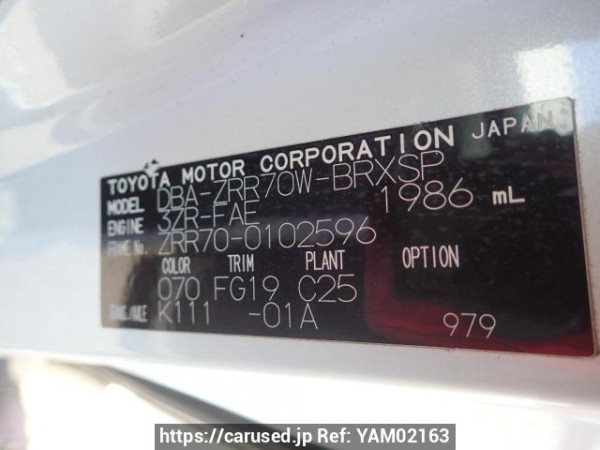 TOYOTA MOTOR CORPORATION JAPAN
MODEL DBA-ZRR70W-BRXSP
ENGINE 3ZR-FAE 1986 mL
FRAME No. ZRR70-0102596
COLOR TRIM PLANT OPTION
070 FG19 C25
TRANS./AXLE K111 -01A 979
https://carused.jp Ref: YAM02163